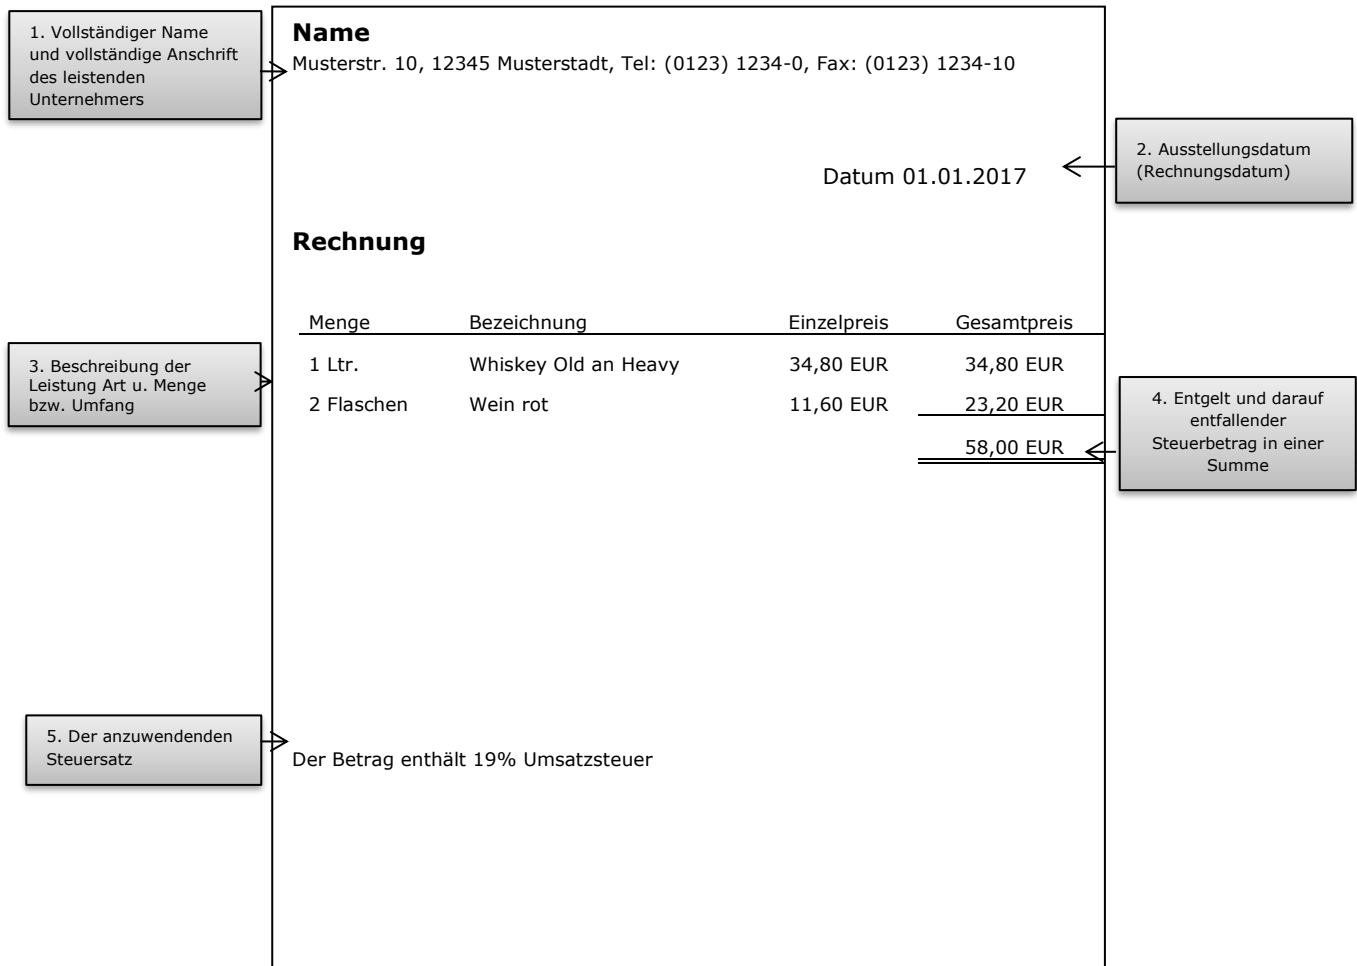 1. Vollständiger Name
und vollständige Anschrift
des leistenden
Unternehmers
Name
Musterstr. 10, 12345 Musterstadt, Tel: (0123) 1234-0, Fax: (0123) 1234-10
2. Ausstellungsdatum
(Rechnungsdatum)
Datum 01.01.2017
Rechnung
Menge Bezeichnung Einzelpreis Gesamtpreis
3. Beschreibung der
Leistung Art u. Menge
bzw. Umfang
1 Ltr. Whiskey Old an Heavy 34,80 EUR 34,80 EUR
2 Flaschen Wein rot 11,60 EUR 23,20 EUR
58,00 EUR
4. Entgelt und darauf
entfallender
Steuerbetrag in einer
Summe
5. Der anzuwendenden
Steuersatz
Der Betrag enthält 19% Umsatzsteuer